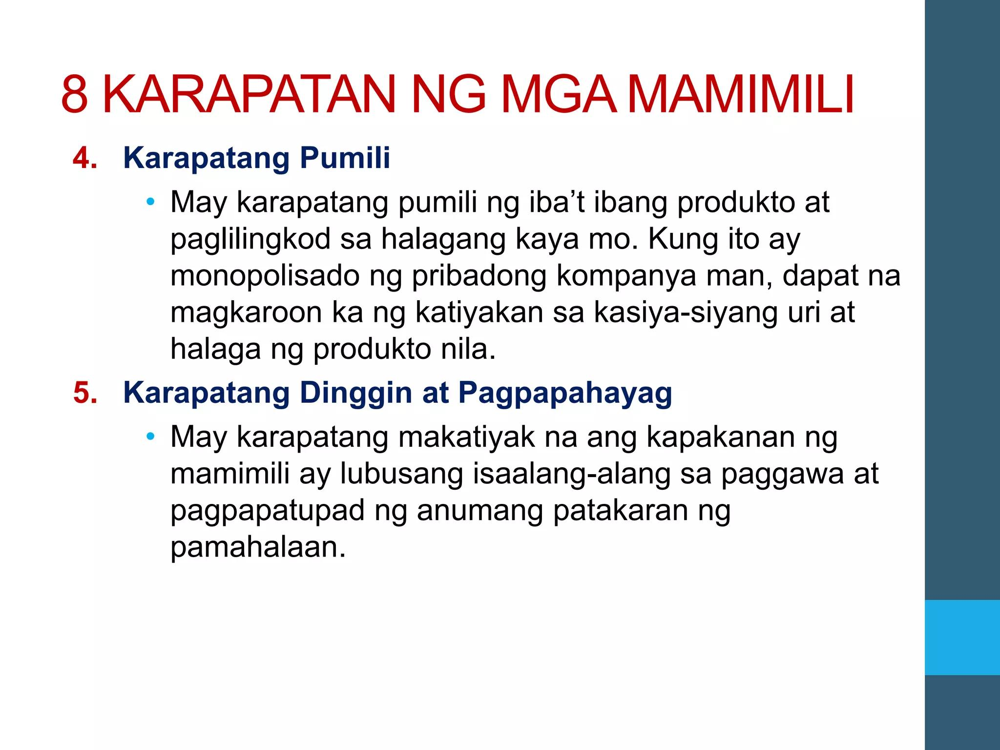 8 KARAPATAN NG MGA MAMIMILI
4. Karapatang Pumili
• May karapatang pumili ng iba’t ibang produkto at
paglilingkod sa halagang kaya mo. Kung ito ay
monopolisado ng pribadong kompanya man, dapat na
magkaroon ka ng katiyakan sa kasiya-siyang uri at
halaga ng produkto nila.
5. Karapatang Dinggin at Pagpapahayag
• May karapatang makatiyak na ang kapakanan ng
mamimili ay lubusang isaalang-alang sa paggawa at
pagpapatupad ng anumang patakaran ng
pamahalaan.